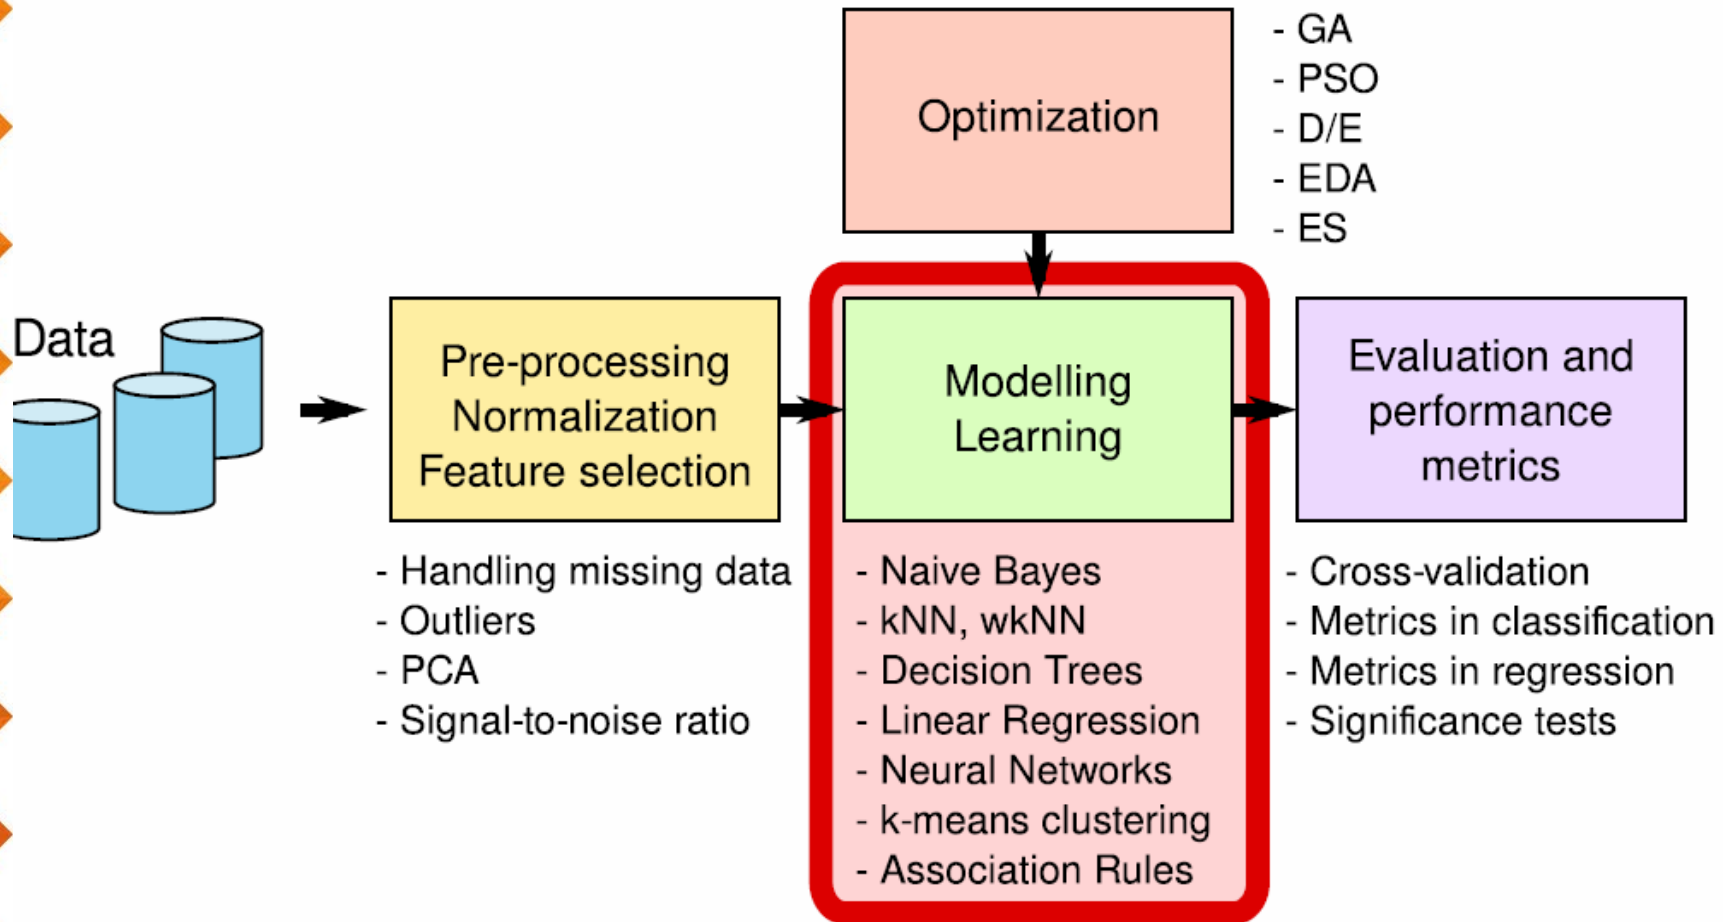 Optimization
- GA
- PSO
- D/E
- EDA
- ES
Data
Pre-processing
Normalization
Feature selection
- Handling missing data
- Outliers
- PCA
- Signal-to-noise ratio
Modelling
Learning
- Naive Bayes
- kNN, wkNN
- Decision Trees
- Linear Regression
- Neural Networks
- k-means clustering
- Association Rules
Evaluation and
performance
metrics
- Cross-validation
- Metrics in classification
- Metrics in regression
- Significance tests